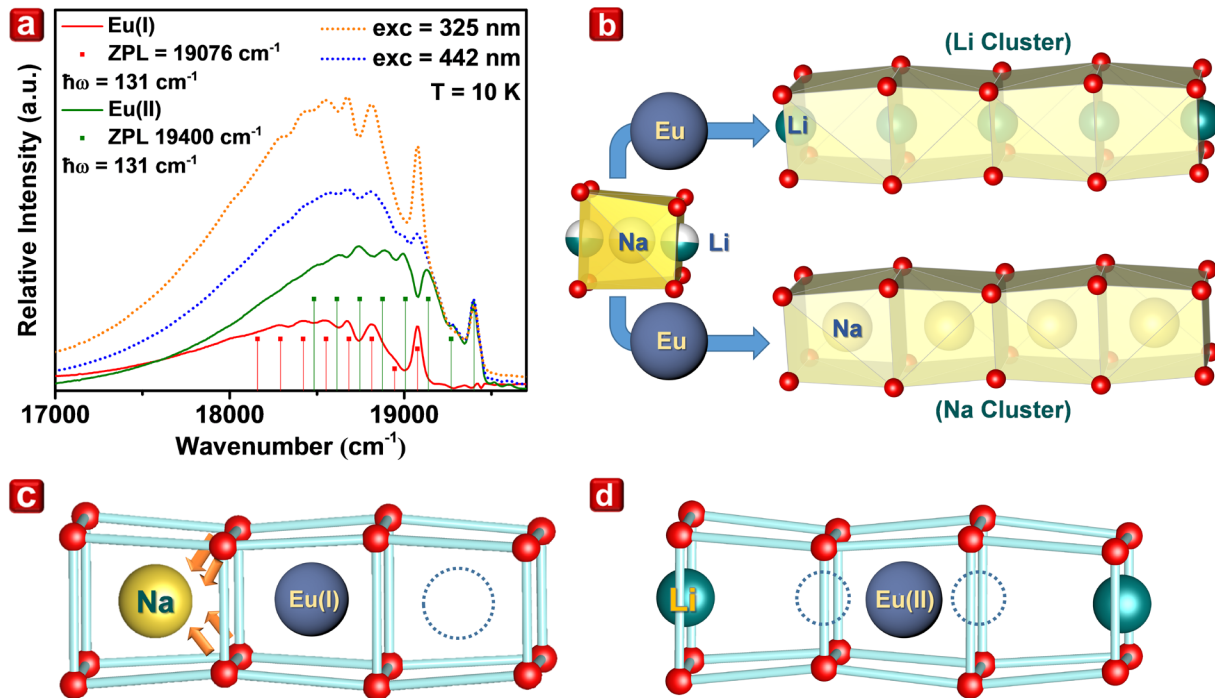 a
Eu(I)
ZPL = 19076 cm⁻¹
ħω = 131 cm⁻¹
Eu(II)
ZPL 19400 cm⁻¹
ħω = 131 cm⁻¹
exc = 325 nm
exc = 442 nm
T = 10 K
Relative Intensity (a.u.)
17000 18000 19000
Wavenumber (cm⁻¹)
b
(Li Cluster)
Eu
Li
Na
Li
Eu
Na
(Na Cluster)
c
Na
Eu(I)
d
Li
Eu(II)